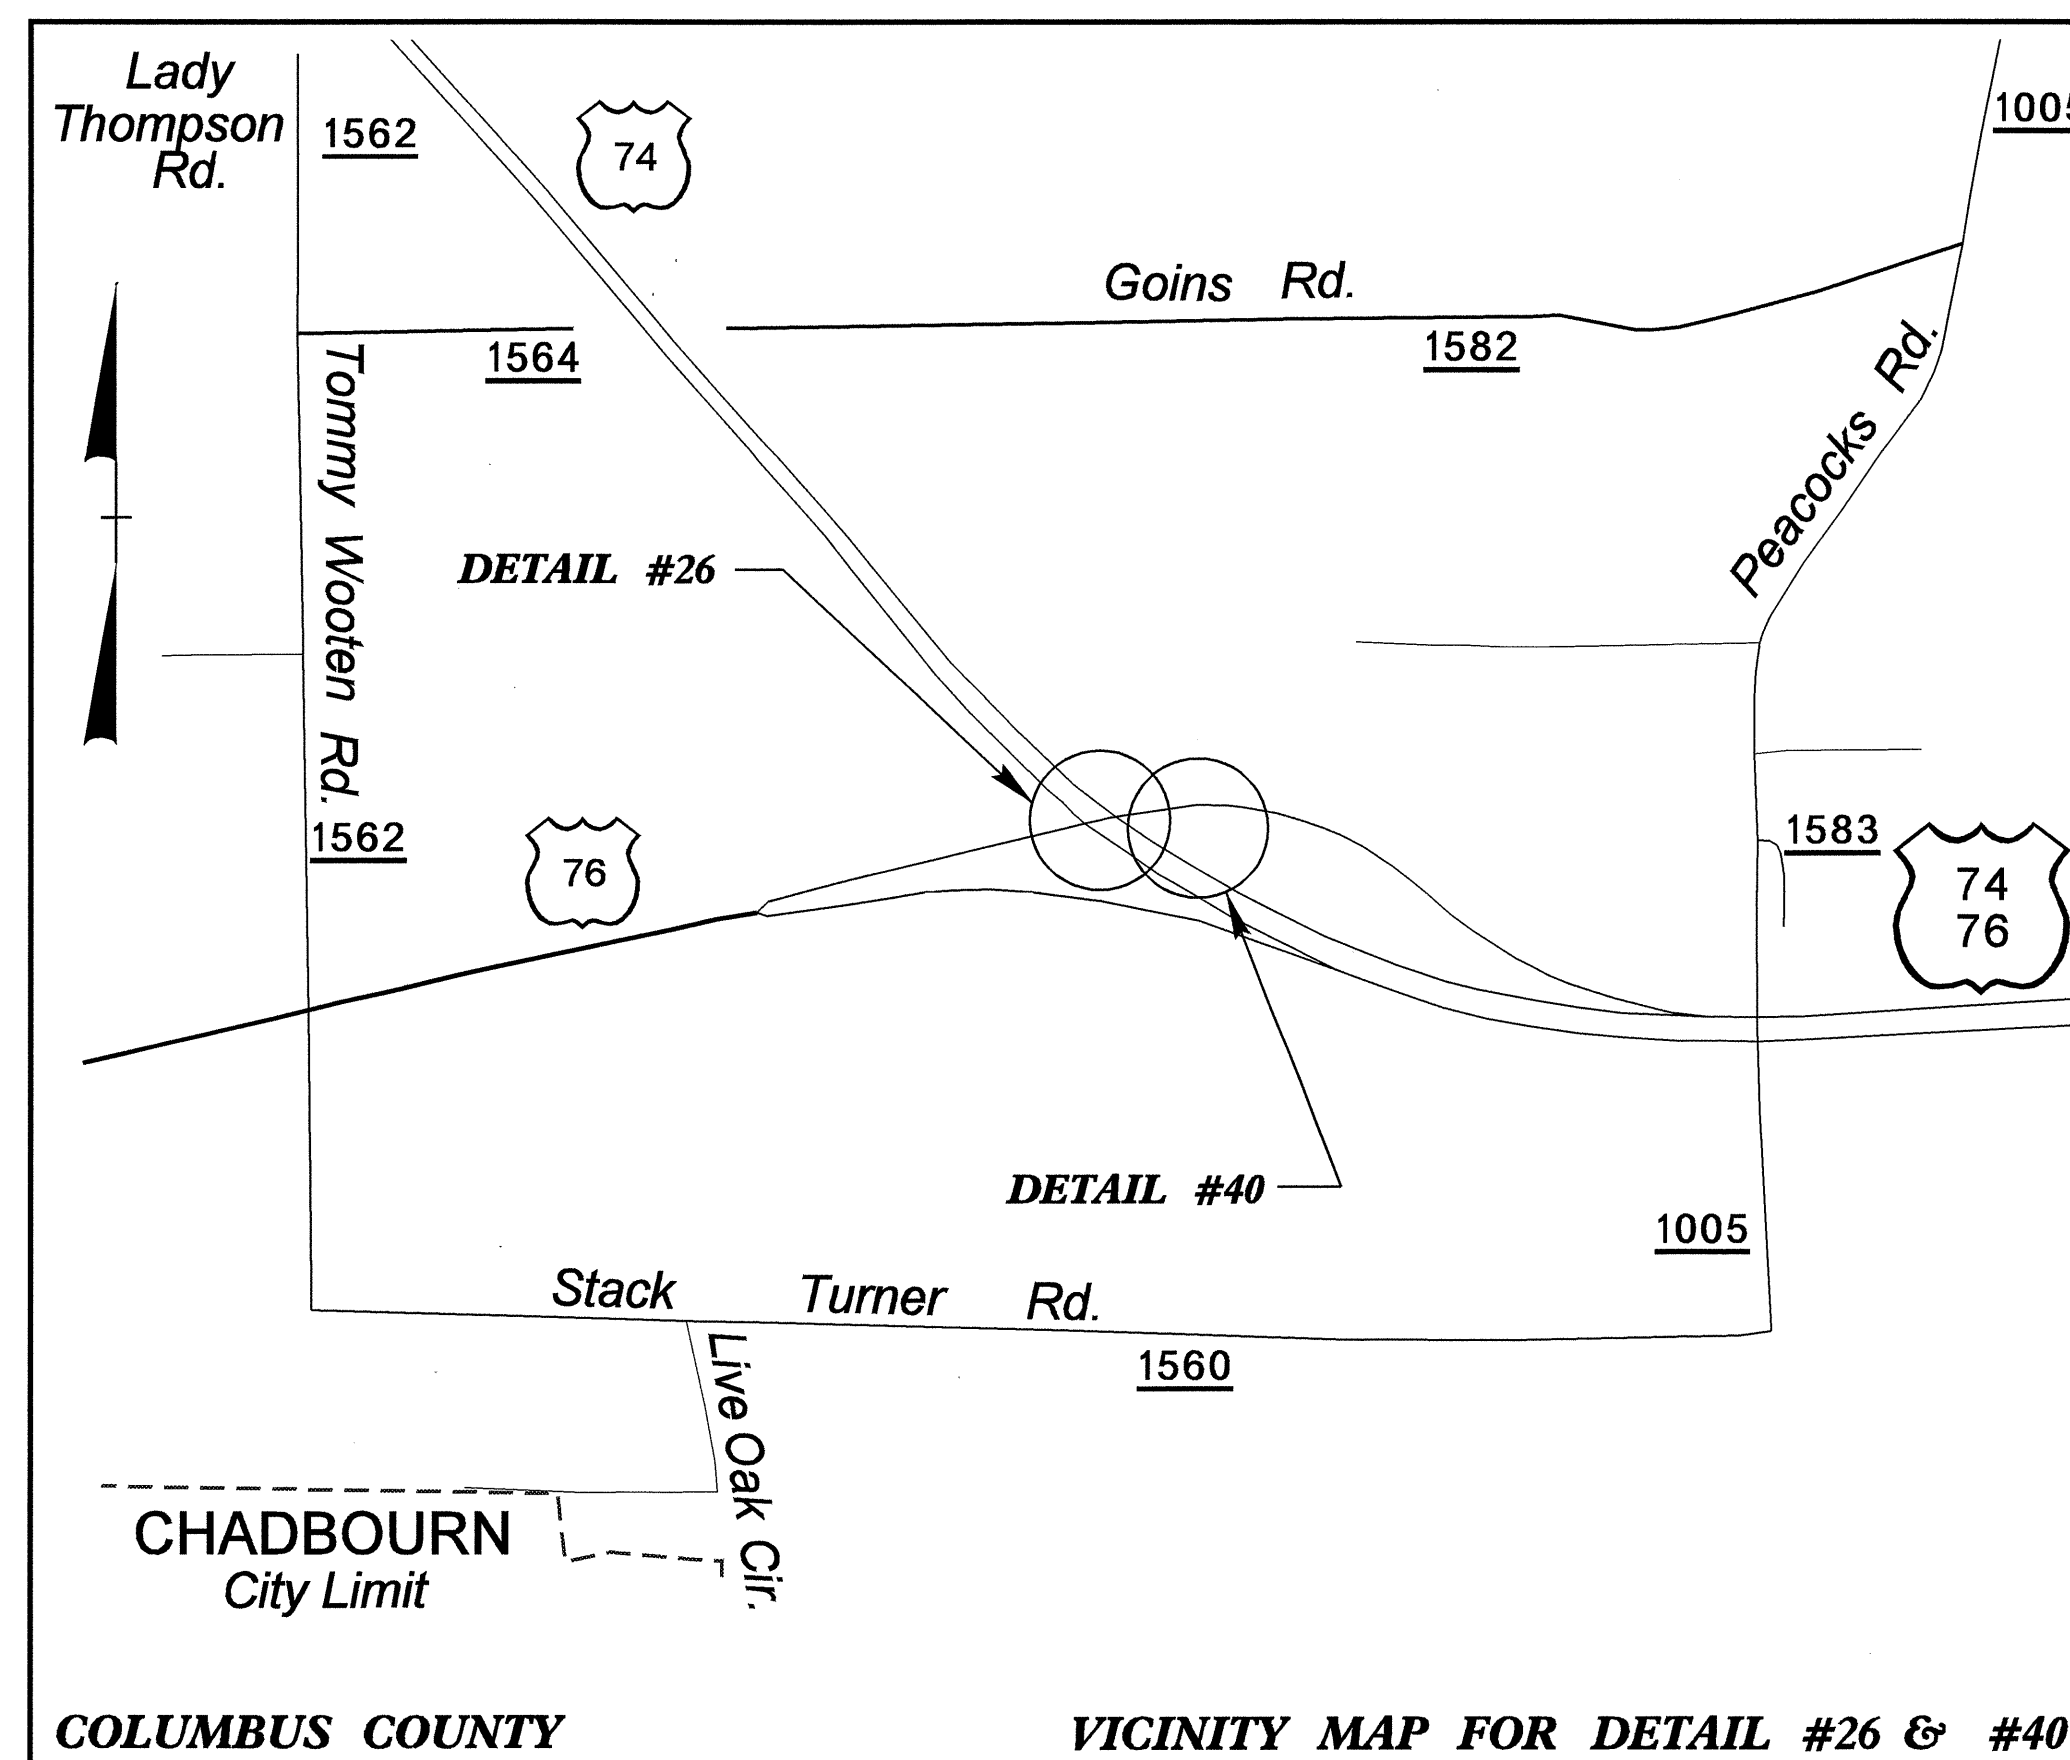 Lady
Thompson
Rd.
1562
74
1005
Goins Rd.
1564
1582
Tommy Wooten Rd.
Peacocks Rd.
DETAIL #26
1562
76
1583
74
76
DETAIL #40
1005
Stack Turner Rd.
1560
Live Oak Cir.
CHADBOURN
City Limit
COLUMBUS COUNTY
VICINITY MAP FOR DETAIL #26 & #40